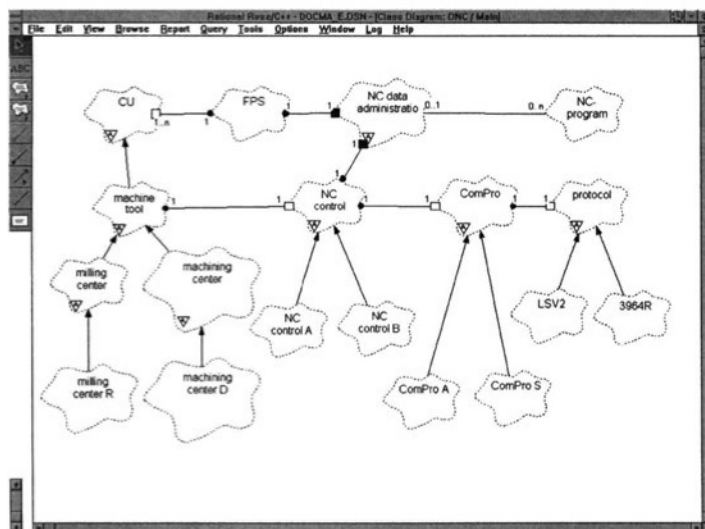 Rational Rose/C++ - DOCMA_E.DSN - [Class Diagram: DNC / Main]
File Edit View Browse Report Query Tools Options Window Log Help
ABC
CU
FPS
NC data
administratio
NC-
program
1..n
1
1
1
0..1
0..n
1
1
machine
tool
NC
control
ComPro
protocol
1
1
1
1
1
1
milling
center
machining
center
NC
control A
NC
control B
LSV2
3964R
milling
center R
machining
center D
ComPro A
ComPro S